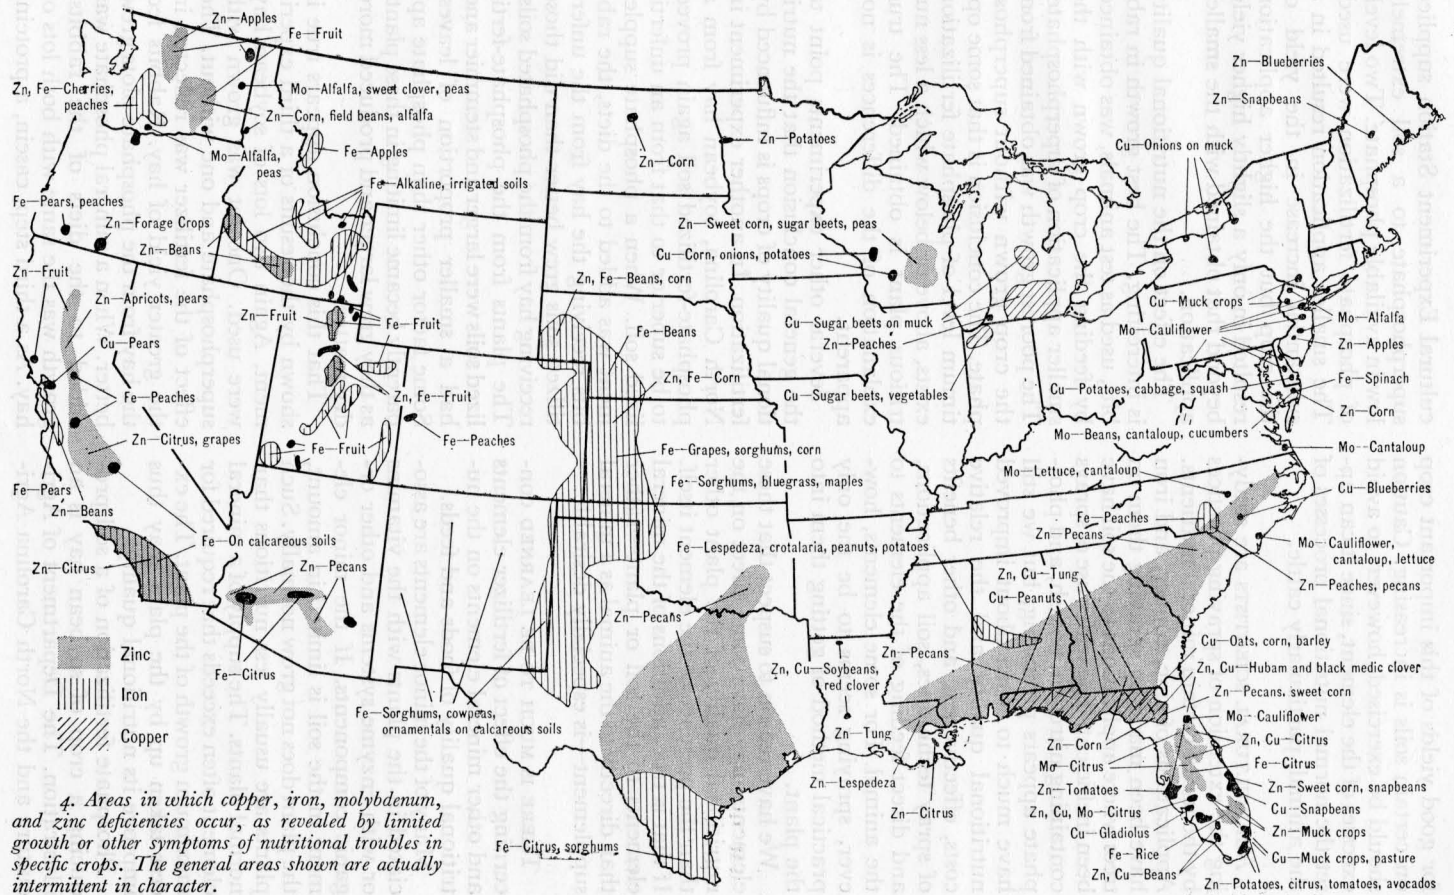 Zn—Apples
Fe—Fruit
Zn, Fe—Cherries,
peaches
Mo—Alfalfa, sweet clover, peas
Zn—Corn, field beans, alfalfa
Mo—Alfalfa,
peas
Fe—Apples
Fe—Alkaline, irrigated soils
Fe—Pears, peaches
Zn—Forage Crops
Zn—Beans
Zn—Fruit
Zn—Apricots, pears
Cu—Pears
Fe—Peaches
Zn—Citrus, grapes
Fe—Pears
Zn—Beans
Fe—On calcareous soils
Zn—Citrus
Zn—Pecans
Fe—Citrus
Zn—Fruit
Fe—Fruit
Zn, Fe—Fruit
Fe—Fruit
Fe—Peaches
Zn—Corn
Zn—Potatoes
Zn, Fe—Beans, corn
Fe—Beans
Zn, Fe—Corn
Fe—Grapes, sorghums, corn
Fe—Sorghums, bluegrass, maples
Fe—Lespedeza, crotalaria, peanuts, potatoes
Zn—Pecans
Fe—Sorghums, cowpeas,
ornamentals on calcareous soils
Fe—Citrus, sorghums
Zn—Sweet corn, sugar beets, peas
Cu—Corn, onions, potatoes
Cu—Sugar beets on muck
Zn—Peaches
Cu—Sugar beets, vegetables
Zn—Blueberries
Zn—Snapbeans
Cu—Onions on muck
Cu—Muck crops
Mo—Cauliflower
Mo—Alfalfa
Zn—Apples
Fe—Spinach
Cu—Potatoes, cabbage, squash
Zn—Corn
Mo—Beans, cantaloup, cucumbers
Mo—Cantaloup
Mo—Lettuce, cantaloup
Cu—Blueberries
Fe—Peaches
Zn—Pecans
Mo—Cauliflower,
cantaloup, lettuce
Zn—Peaches, pecans
Zn, Cu—Tung
Cu—Peanuts
Zn—Pecans
Zn, Cu—Soybeans,
red clover
Zn—Tung
Zn—Lespedeza
Zn—Citrus
Cu—Oats, corn, barley
Zn, Cu—Hubam and black medic clover
Zn—Pecans, sweet corn
Mo—Cauliflower
Zn, Cu—Citrus
Fe—Citrus
Zn—Corn
Mo—Citrus
Zn—Tomatoes
Zn—Sweet corn, snapbeans
Zn, Cu, Mo—Citrus
Cu—Snapbeans
Cu—Gladiolus
Zn—Muck crops
Fe—Rice
Cu—Muck crops, pasture
Zn, Cu—Beans
Zn—Potatoes, citrus, tomatoes, avocados
Zinc
Iron
Copper
4. Areas in which copper, iron, molybdenum,
and zinc deficiencies occur, as revealed by limited
growth or other symptoms of nutritional troubles in
specific crops. The general areas shown are actually
intermittent in character.